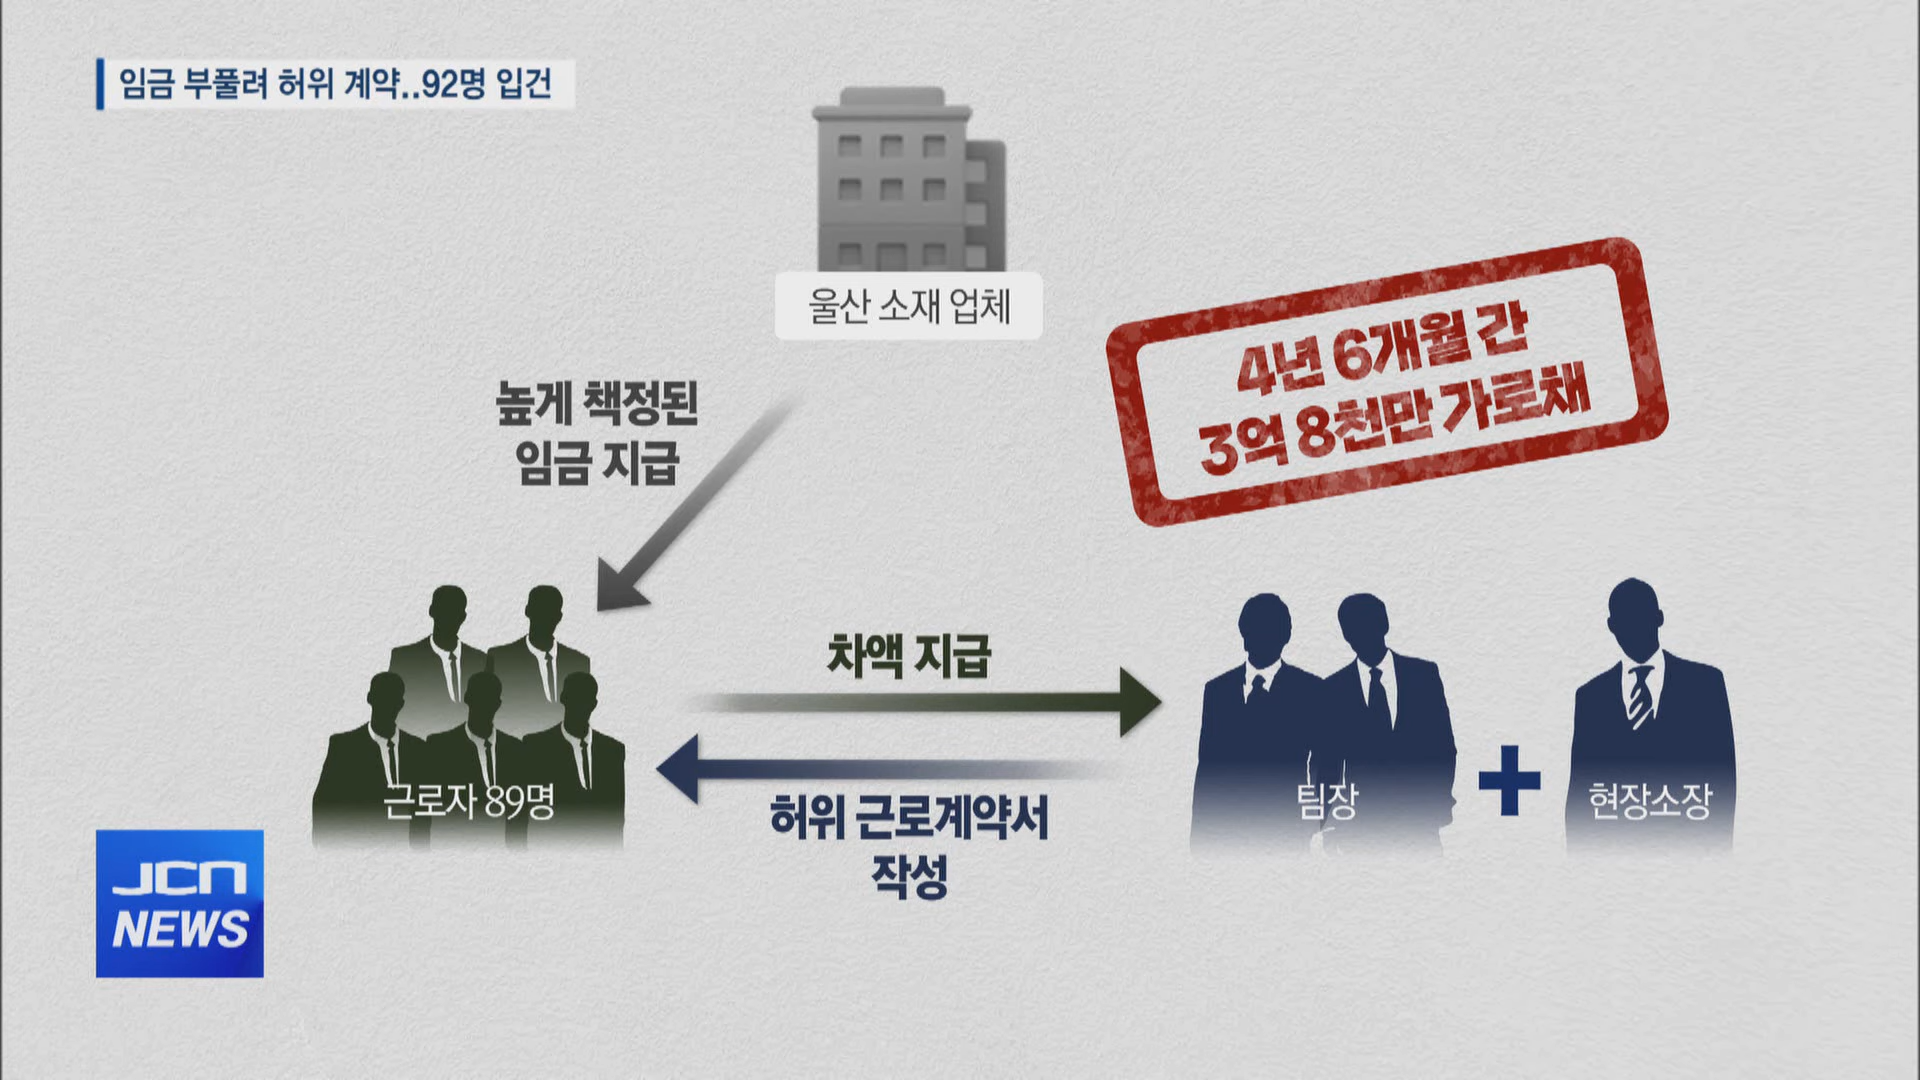 임금 부풀려 허위 계약..92명 입건
울산 소재 업체
4년 6개월 간
3억 8천만 가로채
높게 책정된
임금 지급
차액 지급
허위 근로계약서
작성
근로자 89명
팀장
현장소장
JCN
NEWS